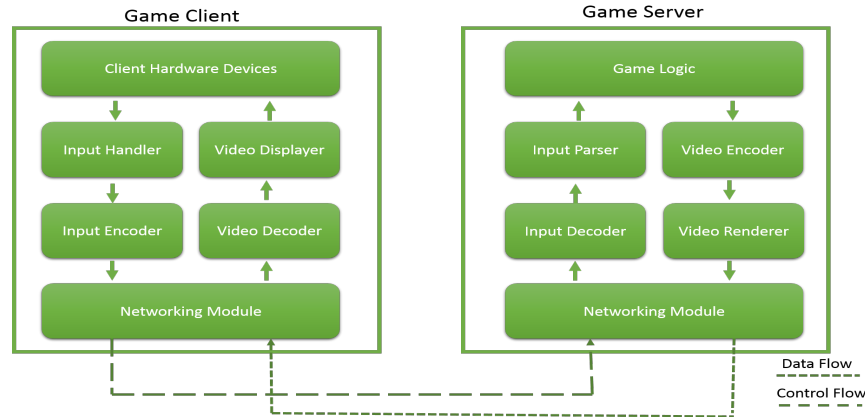 Game Client
Game Server
Client Hardware Devices
Game Logic
Input Handler
Video Displayer
Input Parser
Video Encoder
Input Encoder
Video Decoder
Input Decoder
Video Renderer
Networking Module
Networking Module
Data Flow
Control Flow